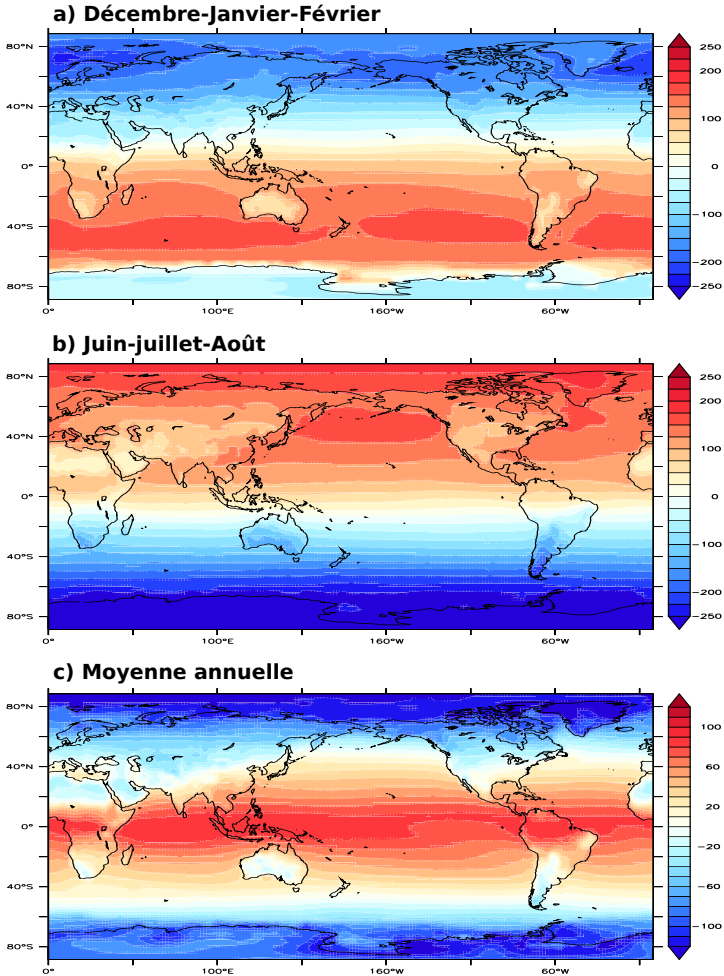 a) Décembre-Janvier-Février
80°N
40°N
0°
40°S
80°S
0° 100°E 160°W 60°W
250
200
100
0
−100
−200
−250
b) Juin-juillet-Août
80°N
40°N
0°
40°S
80°S
0° 100°E 160°W 60°W
250
200
100
0
−100
−200
−250
c) Moyenne annuelle
80°N
40°N
0°
40°S
80°S
0° 100°E 160°W 60°W
100
60
20
−20
−60
−100